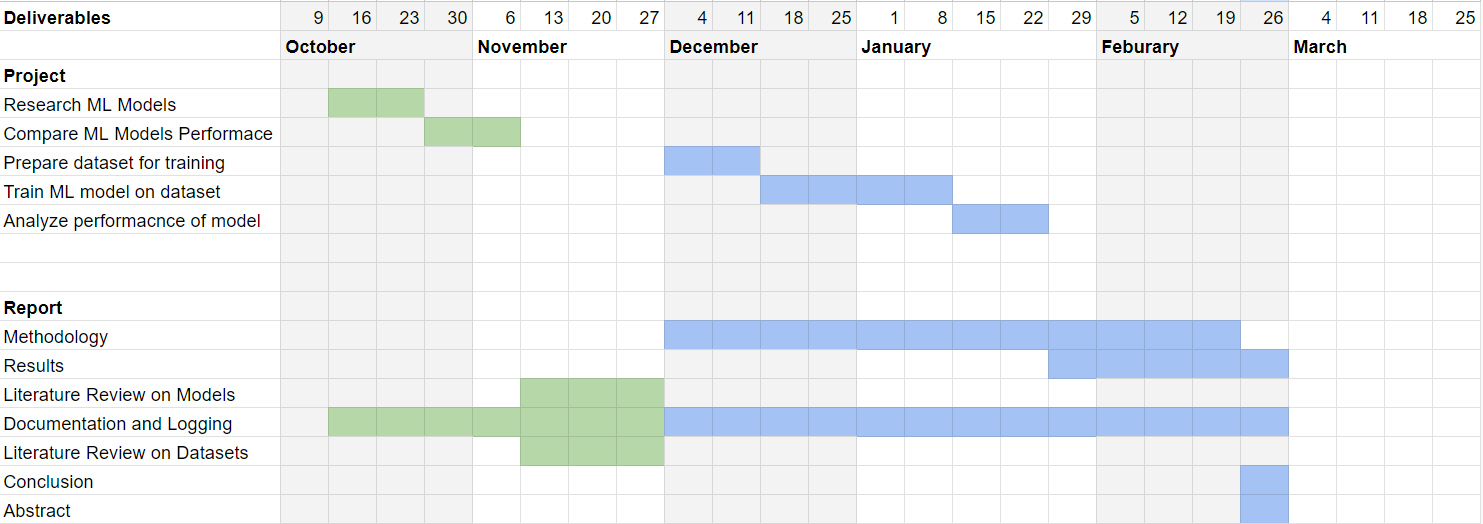 Deliverables 9 16 23 30 6 13 20 27 4 11 18 25 1 8 15 22 29 5 12 19 26 4 11 18 25
October November December January Feburary March
Project
Research ML Models
Compare ML Models Performace
Prepare dataset for training
Train ML model on dataset
Analyze performacnce of model
Report
Methodology
Results
Literature Review on Models
Documentation and Logging
Literature Review on Datasets
Conclusion
Abstract